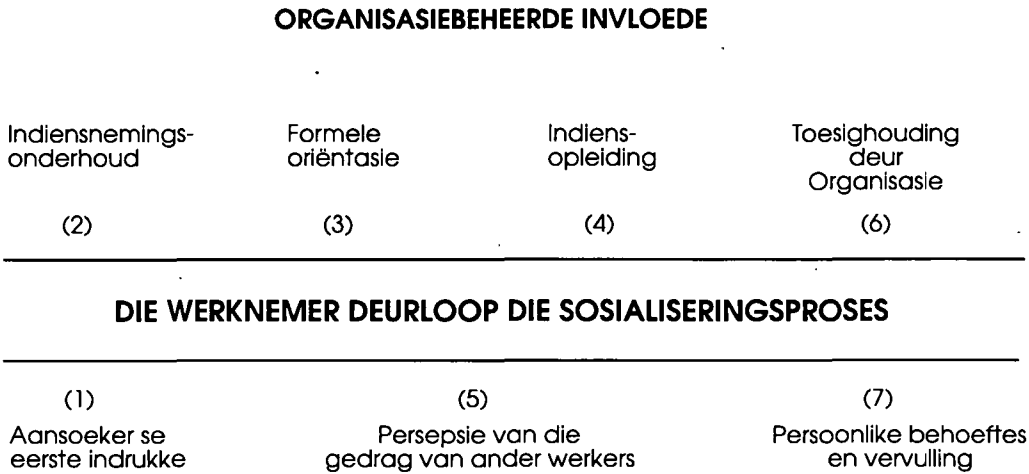 ORGANISASIEBEHEERDE INVLOEDE
Indiensnemings-
onderhoud
Formele
oriëntasie
Indiens-
opleiding
Toesighouding
deur
Organisasie
(2) (3) (4) (6)
DIE WERKNEMER DEURLOOP DIE SOSIALISERINGSPROSES
(1) (5) (7)
Aansoeker se
eerste indrukke
Persepsie van die
gedrag van ander werkers
Persoonlike behoeftes
en vervulling